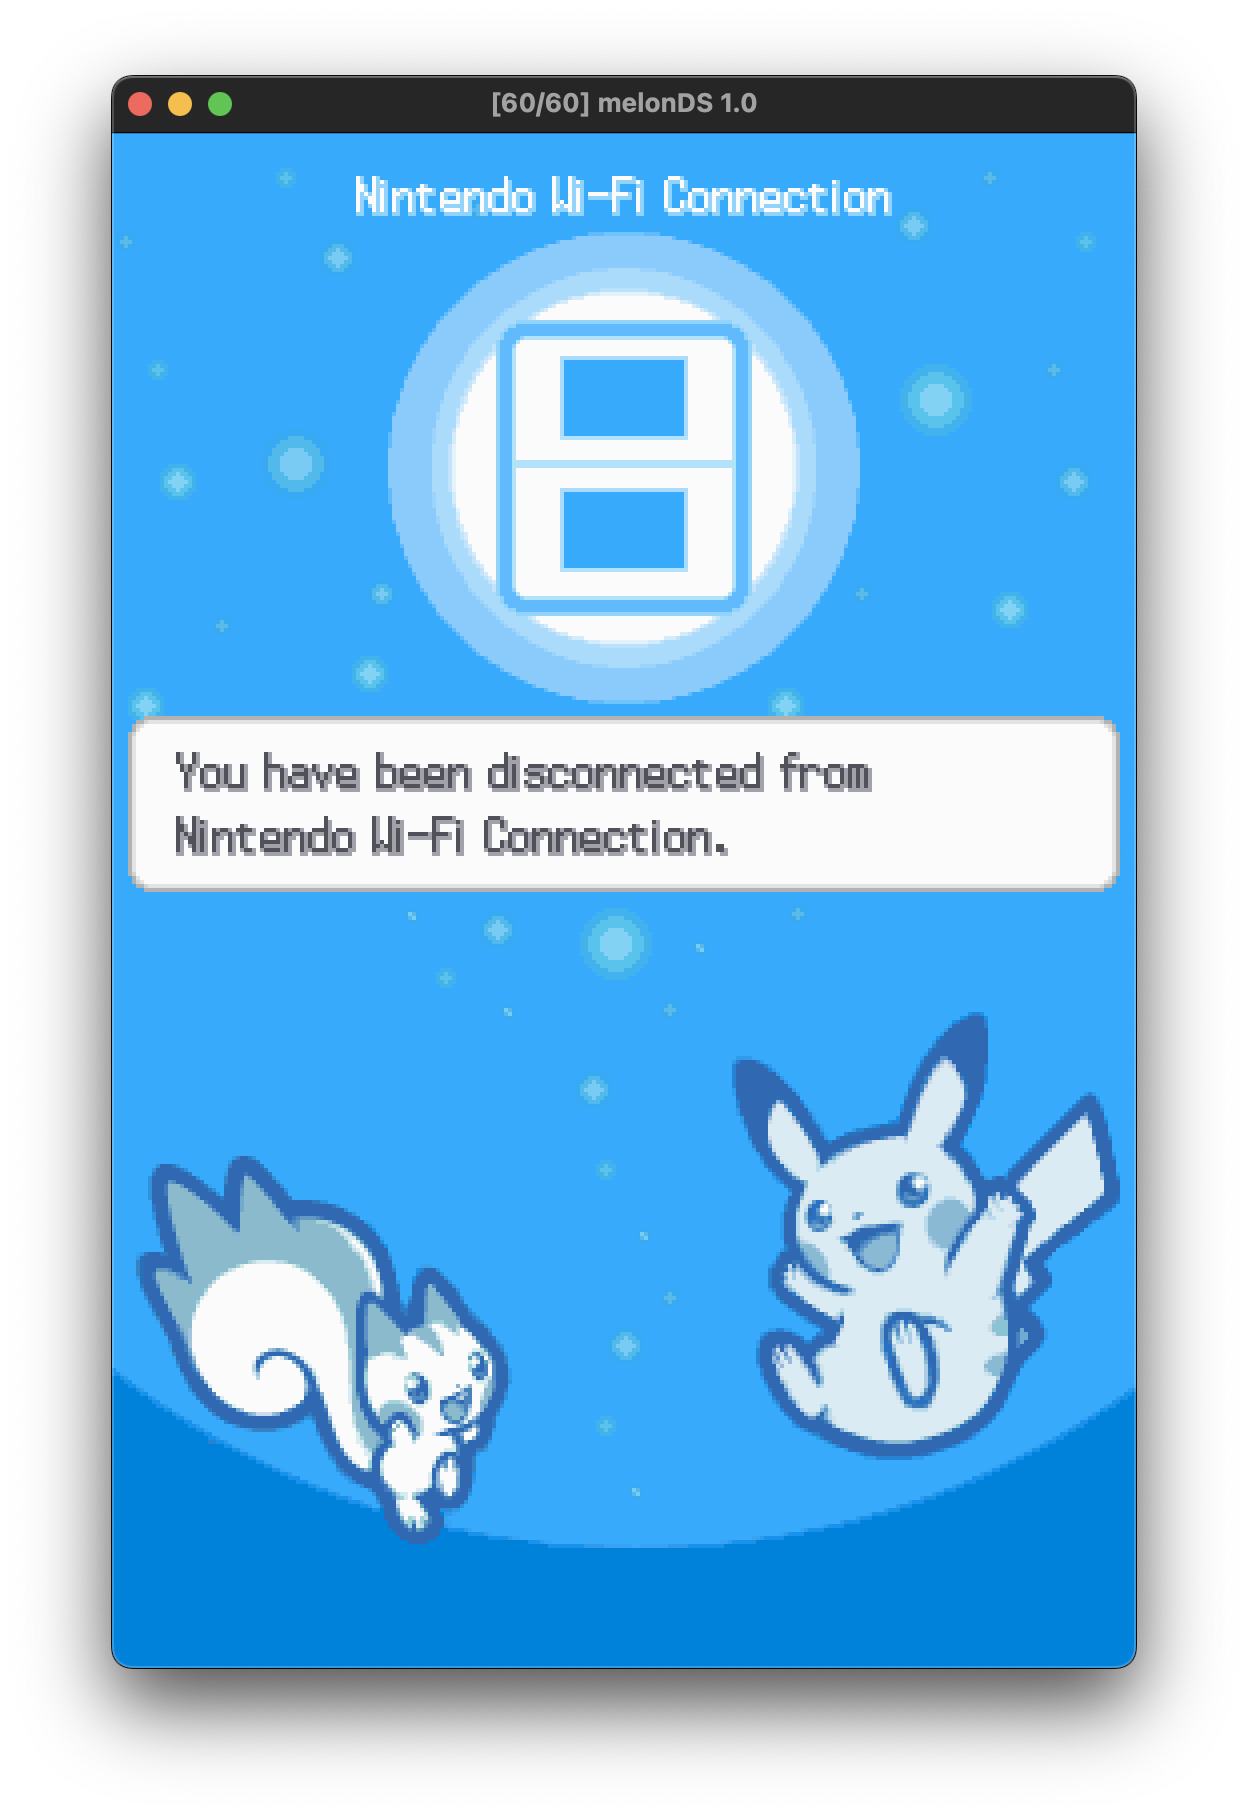 [60/60] melonDS 1.0
Nintendo Wi-Fi Connection
You have been disconnected from
Nintendo Wi-Fi Connection.